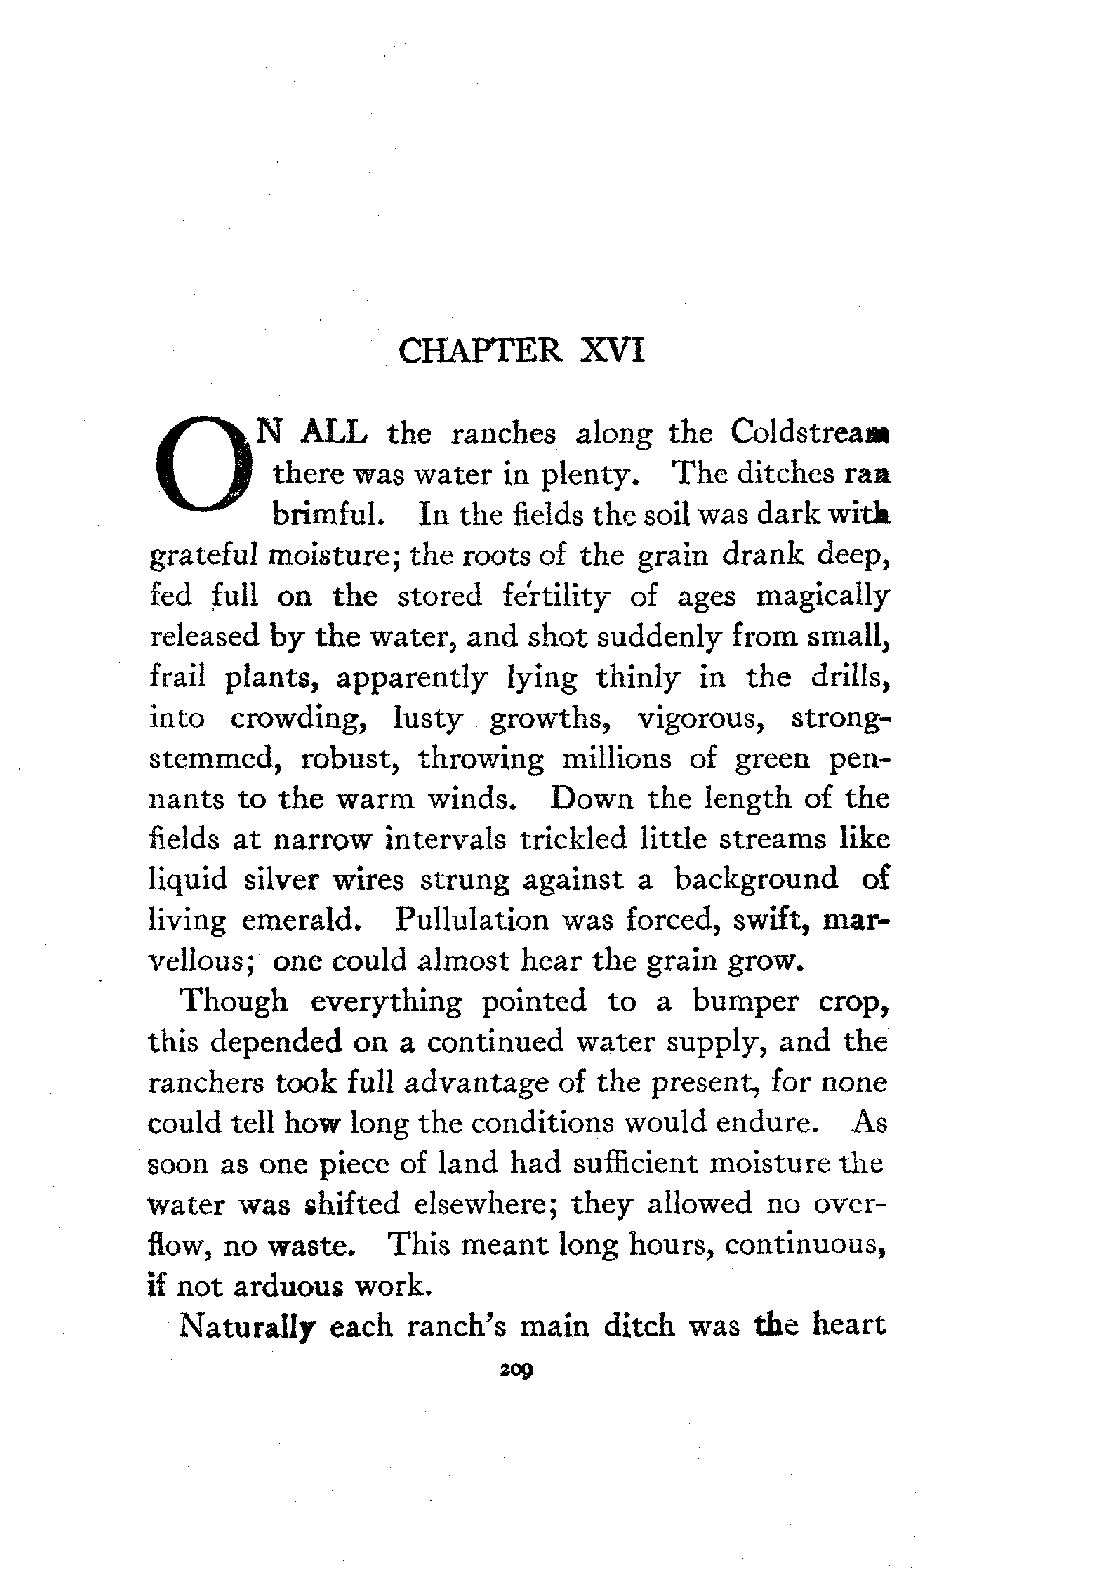 CHAPTER XVI
ON ALL the ranches along the Coldstream
there was water in plenty. The ditches ran
brimful. In the fields the soil was dark with
grateful moisture; the roots of the grain drank deep,
fed full on the stored fertility of ages magically
released by the water, and shot suddenly from small,
frail plants, apparently lying thinly in the drills,
into crowding, lusty growths, vigorous, strong-
stemmed, robust, throwing millions of green pen-
nants to the warm winds. Down the length of the
fields at narrow intervals trickled little streams like
liquid silver wires strung against a background of
living emerald. Pullulation was forced, swift, mar-
vellous; one could almost hear the grain grow.
Though everything pointed to a bumper crop,
this depended on a continued water supply, and the
ranchers took full advantage of the present, for none
could tell how long the conditions would endure. As
soon as one piece of land had sufficient moisture the
water was shifted elsewhere; they allowed no over-
flow, no waste. This meant long hours, continuous,
if not arduous work.
Naturally each ranch's main ditch was the heart
209